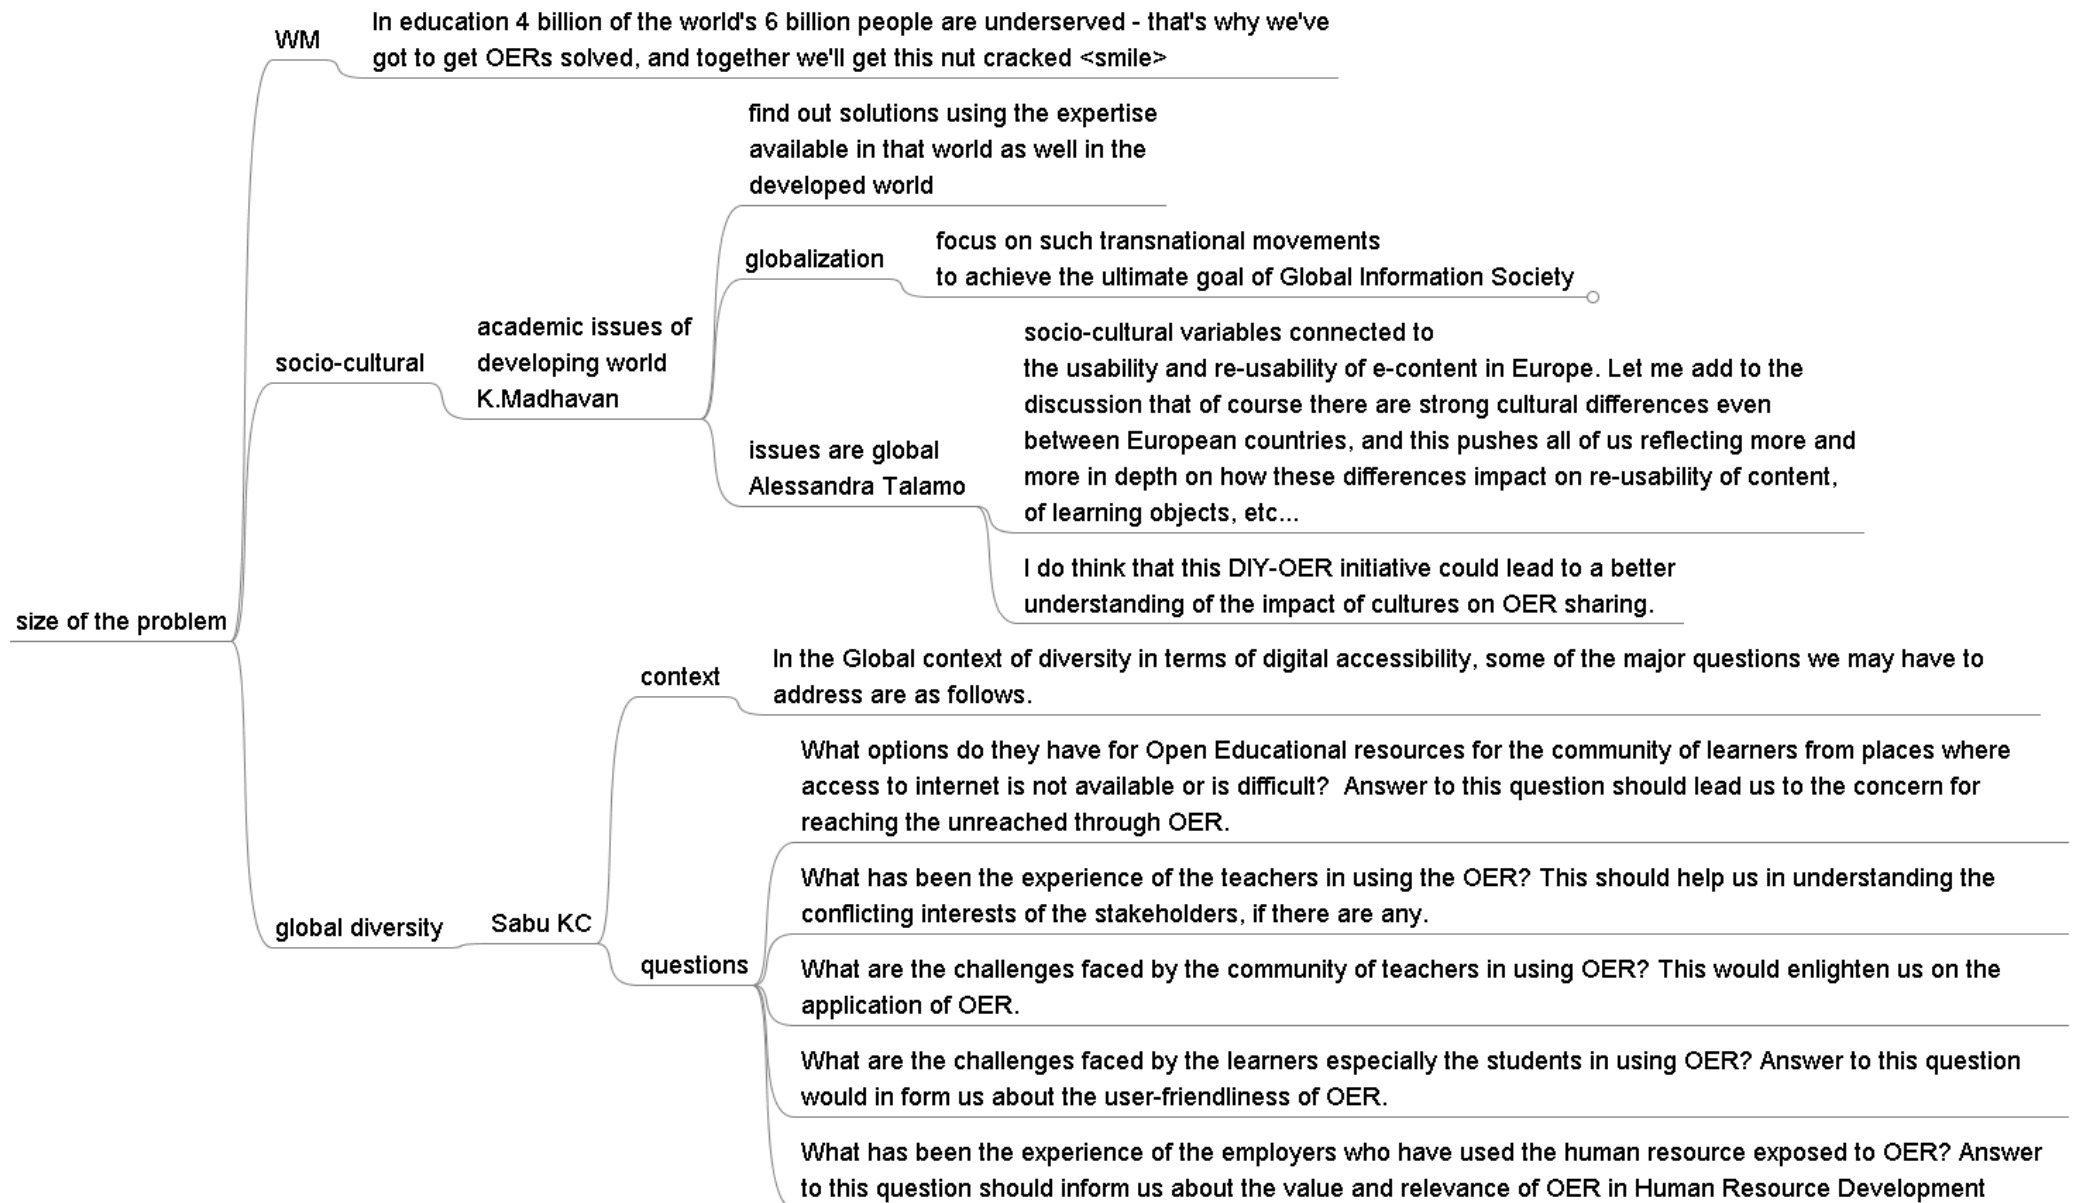 WM
In education 4 billion of the world's 6 billion people are underserved - that's why we've
got to get OERs solved, and together we'll get this nut cracked <smile>
find out solutions using the expertise
available in that world as well in the
developed world
globalization
focus on such transnational movements
to achieve the ultimate goal of Global Information Society
socio-cultural
academic issues of
developing world
K.Madhavan
issues are global
Alessandra Talamo
socio-cultural variables connected to
the usability and re-usability of e-content in Europe. Let me add to the
discussion that of course there are strong cultural differences even
between European countries, and this pushes all of us reflecting more and
more in depth on how these differences impact on re-usability of content,
of learning objects, etc...
I do think that this DIY-OER initiative could lead to a better
understanding of the impact of cultures on OER sharing.
size of the problem
context
In the Global context of diversity in terms of digital accessibility, some of the major questions we may have to
address are as follows.
global diversity
Sabu KC
questions
What options do they have for Open Educational resources for the community of learners from places where
access to internet is not available or is difficult?  Answer to this question should lead us to the concern for
reaching the unreached through OER.
What has been the experience of the teachers in using the OER? This should help us in understanding the
conflicting interests of the stakeholders, if there are any.
What are the challenges faced by the community of teachers in using OER? This would enlighten us on the
application of OER.
What are the challenges faced by the learners especially the students in using OER? Answer to this question
would in form us about the user-friendliness of OER.
What has been the experience of the employers who have used the human resource exposed to OER? Answer
to this question should inform us about the value and relevance of OER in Human Resource Development